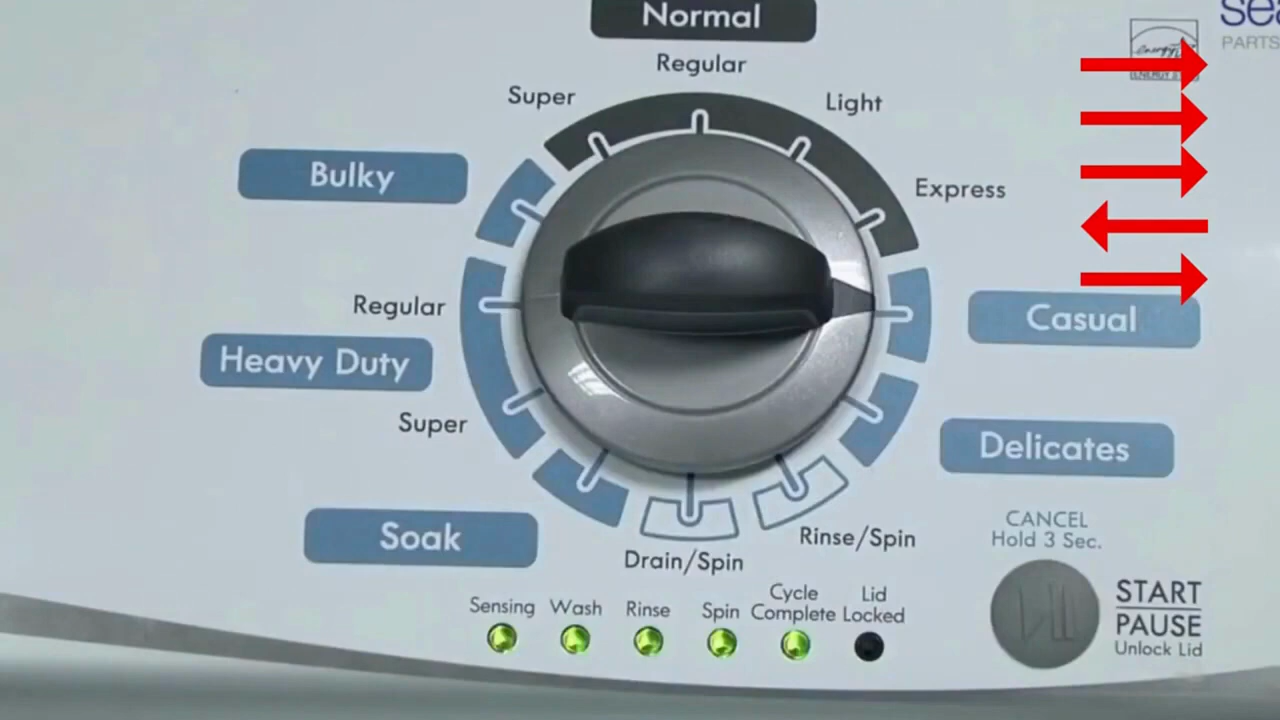 Normal
Regular
Super
Light
Express
Bulky
Regular
Casual
Heavy Duty
Super
Delicates
Soak
Rinse/Spin
Drain/Spin
CANCEL
Hold 3 Sec.
Sensing
Wash
Rinse
Spin
Cycle
Complete
Lid
Locked
START
PAUSE
Unlock Lid
PARTS